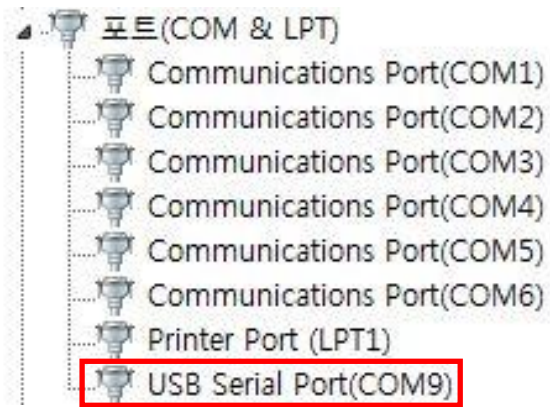 포트(COM & LPT)
Communications Port(COM1)
Communications Port(COM2)
Communications Port(COM3)
Communications Port(COM4)
Communications Port(COM5)
Communications Port(COM6)
Printer Port (LPT1)
USB Serial Port(COM9)